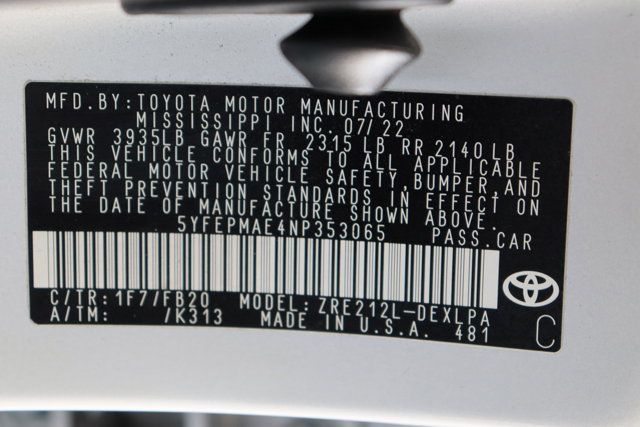 MFD. BY: TOYOTA MOTOR MANUFACTURING
MISSISSIPPI INC. 07/22
GVWR 3935LB GAWR FR. 2315 LB RR 2140 LB
THIS VEHICLE CONFORMS TO ALL APPLICABLE
FEDERAL MOTOR VEHICLE SAFETY, BUMPER, AND
THEFT PREVENTION STANDARDS IN EFFECT ON
THE DATE OF MANUFACTURE SHOWN ABOVE.
5YFEPMAE4NP353065 PASS.CAR
C/TR: 1F7/FB20 MODEL: ZRE212L-DEXLPA
A/TM: /K313 MADE IN U.S.A. 481
C